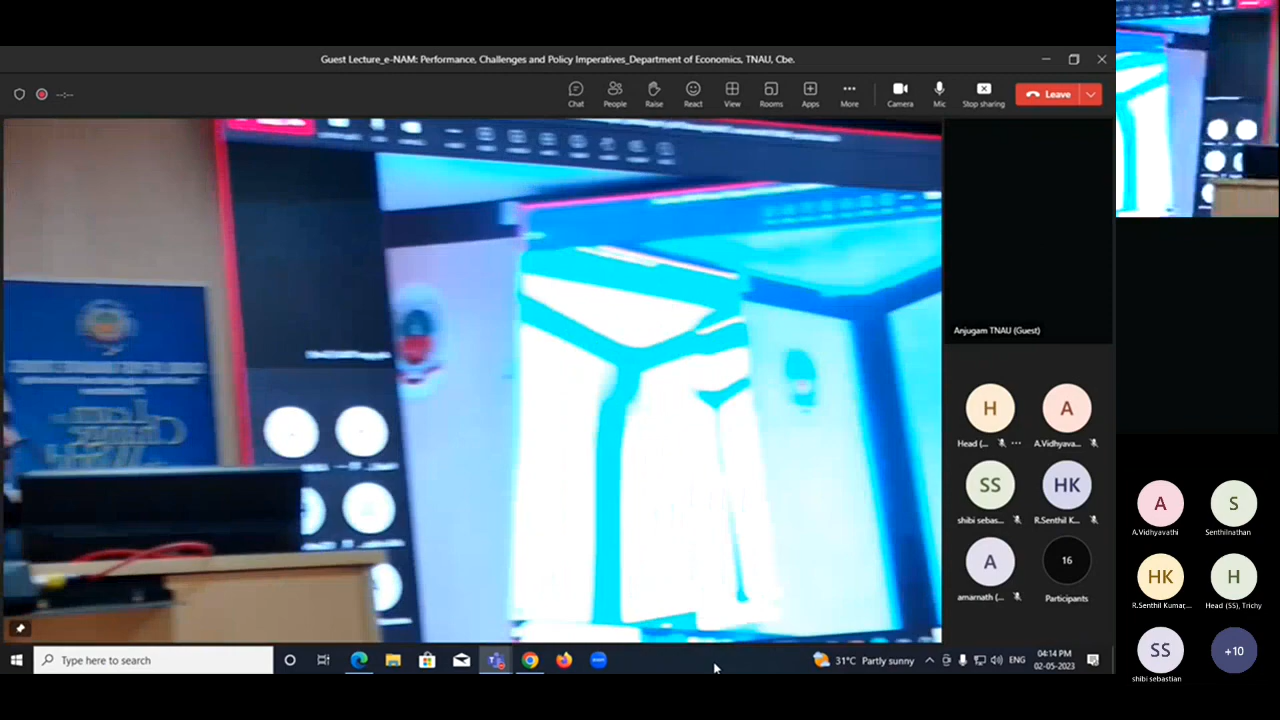 Guest Lecture_e-NAM: Performance, Challenges and Policy Imperatives_Department of Economics, TNAU, Cbe.
--:--
Chat People Raise React View Rooms Apps More Camera Mic Stop sharing Leave
Anjugam TNAU (Guest)
H A
Head (... A.Vidhyava...
SS HK
shibi sebas... R.Senthil K...
A 16
amarnath (... Participants
A S
A.Vidhyavathi Senthilnathan
HK H
R.Senthil Kumar,... Head (SS), Trichy
SS +10
shibi sebastian
Type here to search
31°C Partly sunny ENG 04:14 PM
02-05-2023